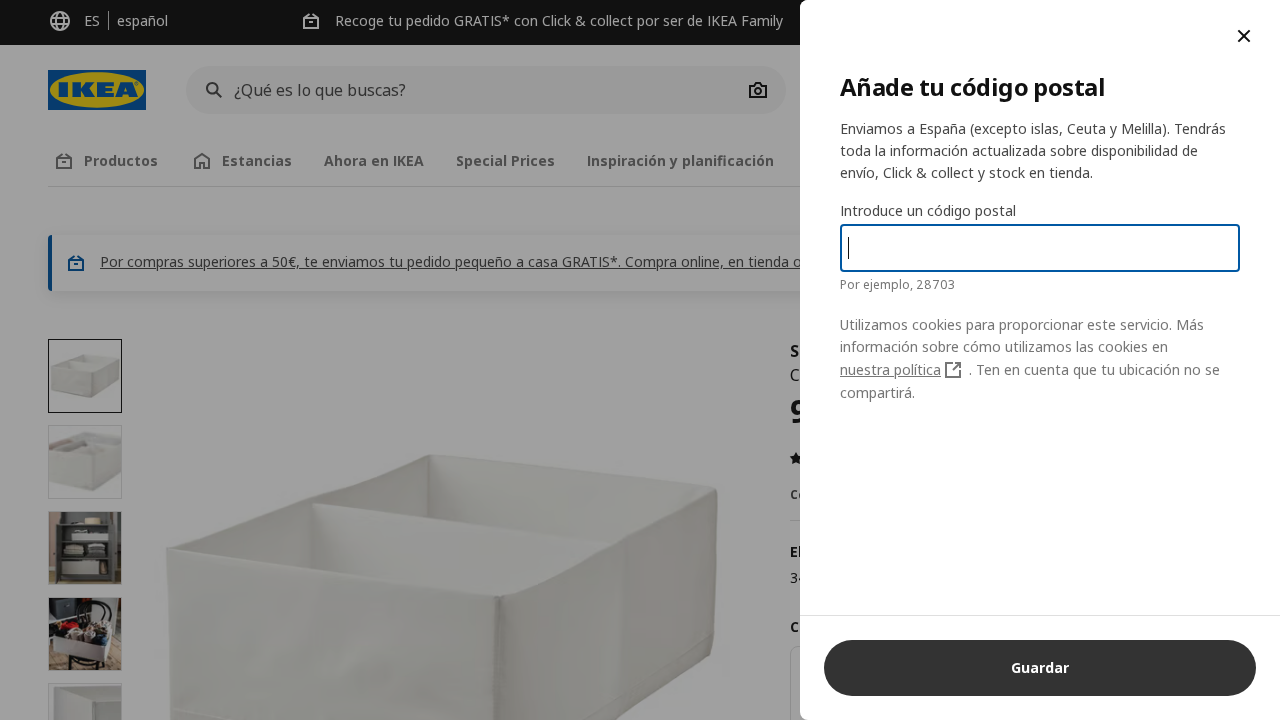 ES
español
Recoge tu pedido GRATIS* con Click & collect por ser de IKEA Family
IKEA
¿Qué es lo que buscas?
Productos
Estancias
Ahora en IKEA
Special Prices
Inspiración y planificación
Por compras superiores a 50€, te enviamos tu pedido pequeño a casa GRATIS*. Compra online, en tienda o
Añade tu código postal
Enviamos a España (excepto islas, Ceuta y Melilla). Tendrás
toda la información actualizada sobre disponibilidad de
envío, Click & collect y stock en tienda.
Introduce un código postal
Por ejemplo, 28703
Utilizamos cookies para proporcionar este servicio. Más
información sobre cómo utilizamos las cookies en
nuestra política . Ten en cuenta que tu ubicación no se
compartirá.
Guardar